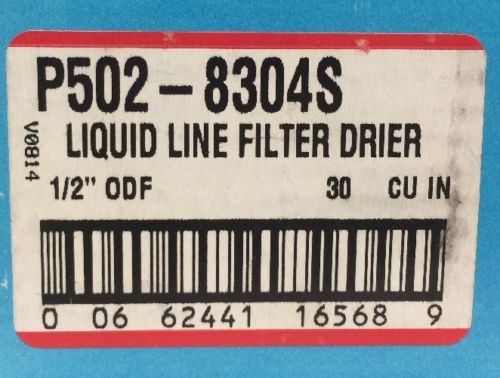 P502-8304S
LIQUID LINE FILTER DRIER
1/2" ODF 30 CU IN
V0814
0 06 62441 16568 9